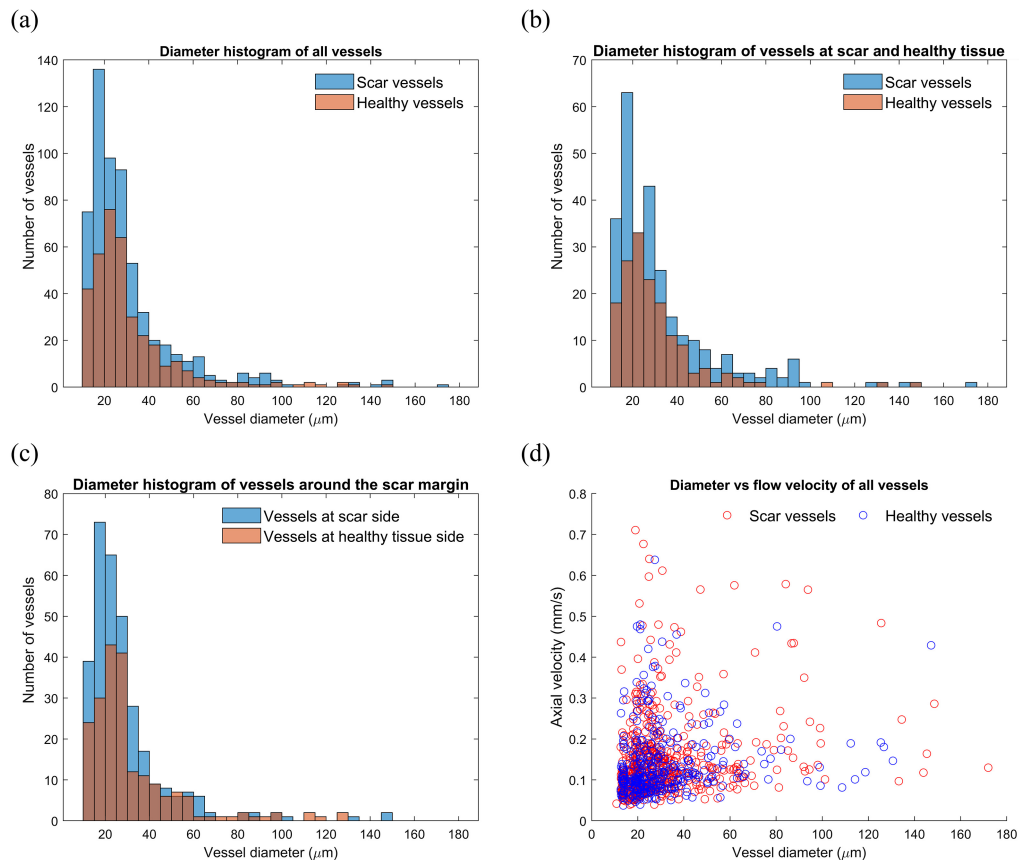 (a)
Diameter histogram of all vessels
140
120
100
80
60
40
20
0
Number of vessels
Scar vessels
Healthy vessels
20 40 60 80 100 120 140 160 180
Vessel diameter (μm)
(b)
Diameter histogram of vessels at scar and healthy tissue
70
60
50
40
30
20
10
0
Number of vessels
Scar vessels
Healthy vessels
20 40 60 80 100 120 140 160 180
Vessel diameter (μm)
(c)
Diameter histogram of vessels around the scar margin
80
70
60
50
40
30
20
10
0
Number of vessels
Vessels at scar side
Vessels at healthy tissue side
20 40 60 80 100 120 140 160 180
Vessel diameter (μm)
(d)
Diameter vs flow velocity of all vessels
0.8
0.7
0.6
0.5
0.4
0.3
0.2
0.1
0
Axial velocity (mm/s)
Scar vessels Healthy vessels
0 20 40 60 80 100 120 140 160 180
Vessel diameter (μm)